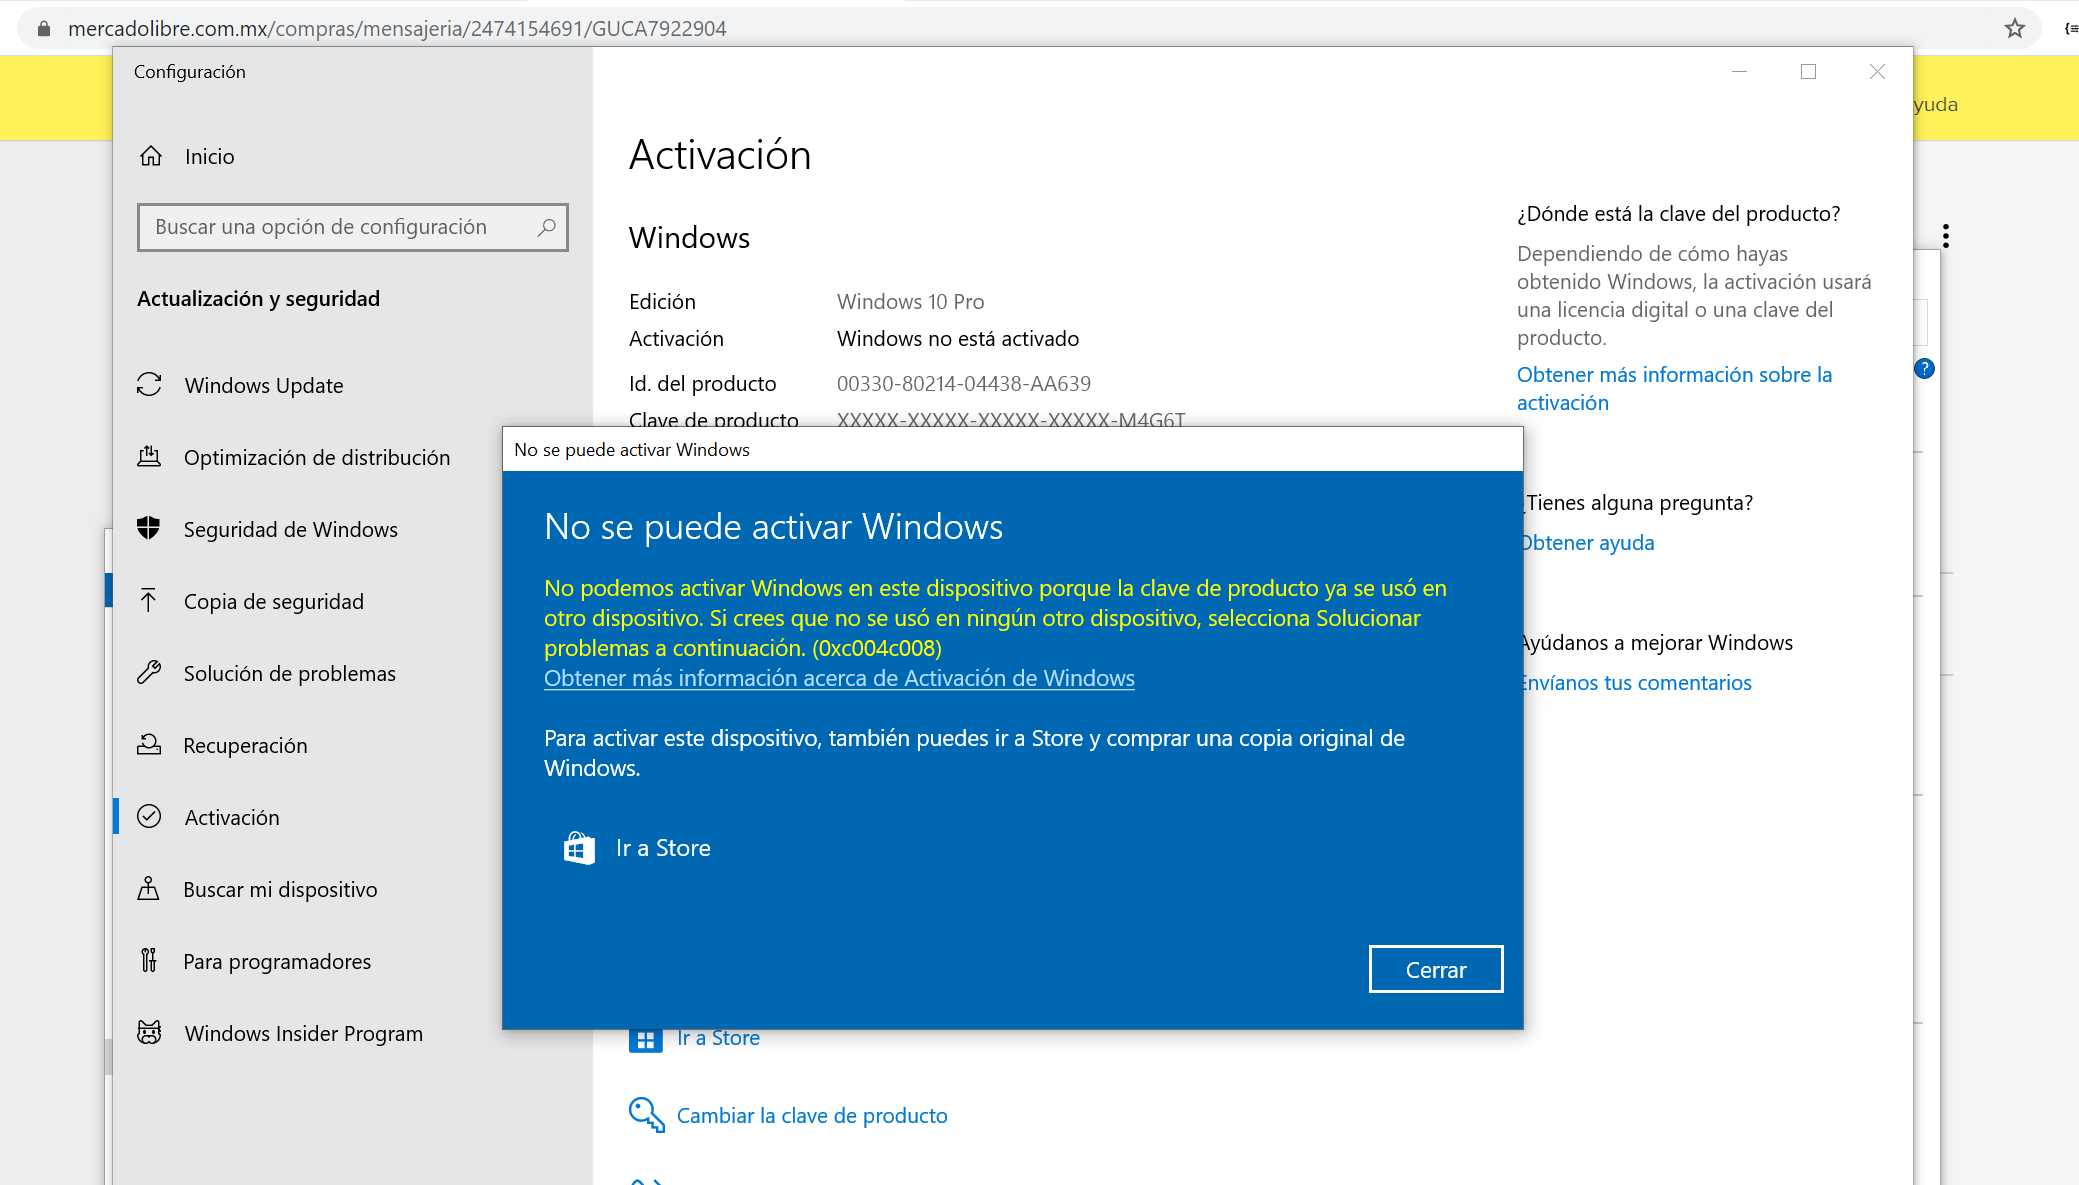 mercadolibre.com.mx/compras/mensajeria/2474154691/GUCA7922904
Configuración
yuda
Inicio
Buscar una opción de configuración
Actualización y seguridad
Windows Update
Optimización de distribución
Seguridad de Windows
Copia de seguridad
Solución de problemas
Recuperación
Activación
Buscar mi dispositivo
Para programadores
Windows Insider Program
Activación
Windows
Edición Windows 10 Pro
Activación Windows no está activado
Id. del producto 00330-80214-04438-AA639
Clave de producto XXXXX-XXXXX-XXXXX-XXXXX-M4G6T
No se puede activar Windows
No se puede activar Windows
No podemos activar Windows en este dispositivo porque la clave de producto ya se usó en
otro dispositivo. Si crees que no se usó en ningún otro dispositivo, selecciona Solucionar
problemas a continuación. (0xc004c008)
Obtener más información acerca de Activación de Windows
Para activar este dispositivo, también puedes ir a Store y comprar una copia original de
Windows.
Ir a Store
Cerrar
Ir a Store
Cambiar la clave de producto
¿Dónde está la clave del producto?
Dependiendo de cómo hayas
obtenido Windows, la activación usará
una licencia digital o una clave del
producto.
Obtener más información sobre la
activación
¿Tienes alguna pregunta?
Obtener ayuda
Ayúdanos a mejorar Windows
Envíanos tus comentarios
?